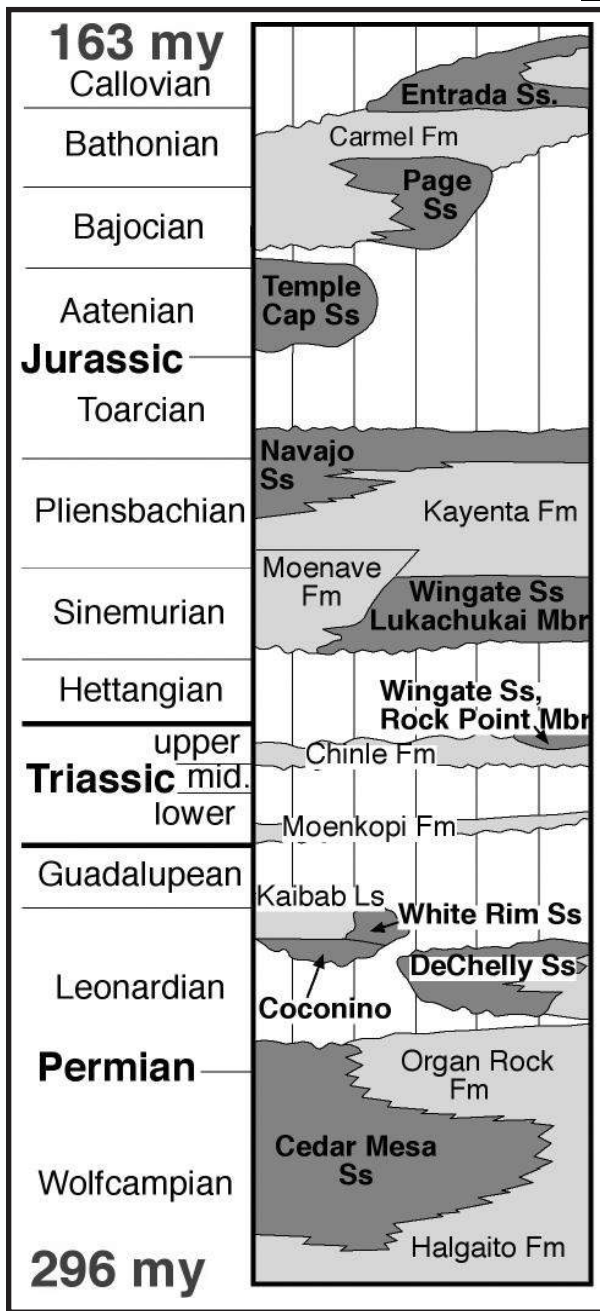 163 my
Callovian
Bathonian
Bajocian
Aatenian
Jurassic
Toarcian
Pliensbachian
Sinemurian
Hettangian
upper
Triassic mid.
lower
Guadalupean
Leonardian
Permian
Wolfcampian
296 my
Entrada Ss.
Carmel Fm
Page
Ss
Temple
Cap Ss
Navajo
Ss
Kayenta Fm
Moenave
Fm
Wingate Ss
Lukachukai Mbr
Wingate Ss,
Rock Point Mbr
Chinle Fm
Moenkopi Fm
Kaibab Ls
White Rim Ss
DeChelly Ss
Coconino
Organ Rock
Fm
Cedar Mesa
Ss
Halgaito Fm